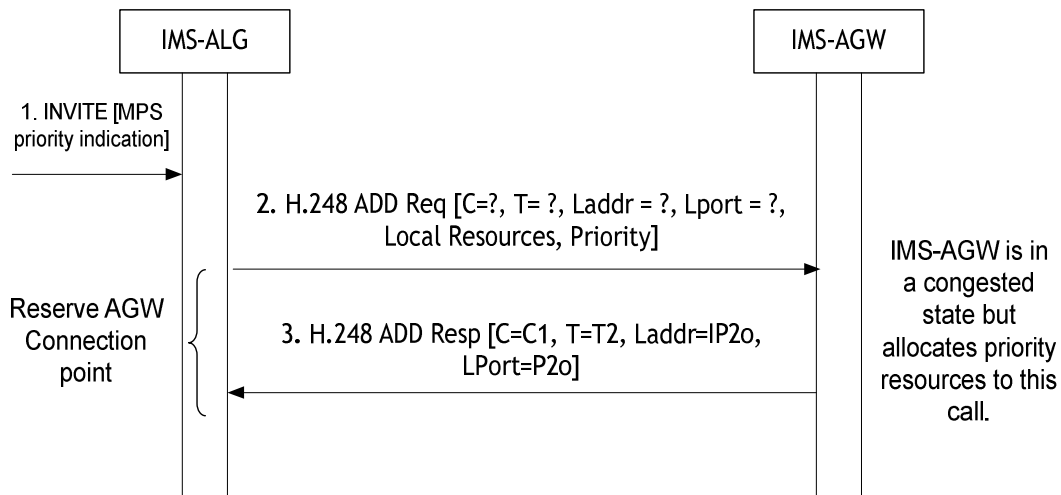 IMS-ALG
IMS-AGW
1. INVITE [MPS
priority indication]
2. H.248 ADD Req [C=?, T= ?, Laddr = ?, Lport = ?,
Local Resources, Priority]
Reserve AGW
Connection
point
3. H.248 ADD Resp [C=C1, T=T2, Laddr=IP2o,
LPort=P2o]
IMS-AGW is in
a congested
state but
allocates priority
resources to this
call.